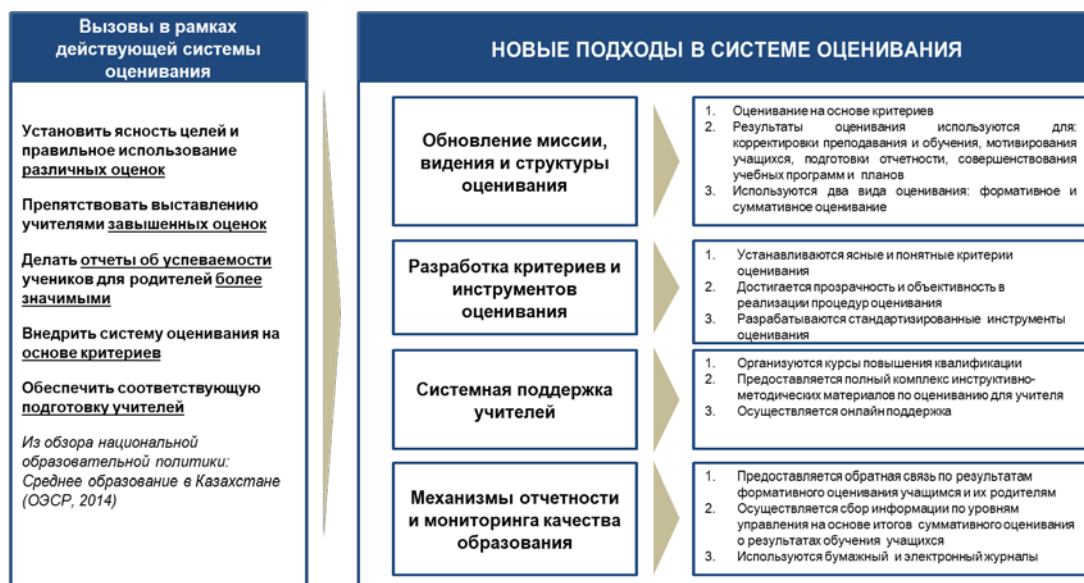 Вызовы в рамках
действующей системы
оценивания
Установить ясность целей и
правильное использование
различных оценок
Препятствовать выставлению
учителями завышенных оценок
Делать отчеты об успеваемости
учеников для родителей более
значимыми
Внедрить систему оценивания на
основе критериев
Обеспечить соответствующую
подготовку учителей
Из обзора национальной
образовательной политики:
Среднее образование в Казахстане
(ОЭСР, 2014)
НОВЫЕ ПОДХОДЫ В СИСТЕМЕ ОЦЕНИВАНИЯ
Обновление миссии,
видения и структуры
оценивания
1. Оценивание на основе критериев
2. Результаты оценивания используются для:
корректировки преподавания и обучения, мотивирования
учащихся, подготовки отчетности, совершенствования
учебных программ и планов
3. Используются два вида оценивания: формативное и
суммативное оценивание
Разработка критериев и
инструментов
оценивания
1. Устанавливаются ясные и понятные критерии
оценивания
2. Достигается прозрачность и объективность в
реализации процедур оценивания
3. Разрабатываются стандартизированные инструменты
оценивания
Системная поддержка
учителей
1. Организуются курсы повышения квалификации
2. Предоставляется полный комплекс инструктивно-
методических материалов по оцениванию для учителя
3. Осуществляется онлайн поддержка
Механизмы отчетности
и мониторинга качества
образования
1. Предоставляется обратная связь по результатам
формативного оценивания учащимся и их родителям
2. Осуществляется сбор информации по уровням
управления на основе итогов суммативного оценивания
о результатах обучения учащихся
3. Используются бумажный и электронный журналы